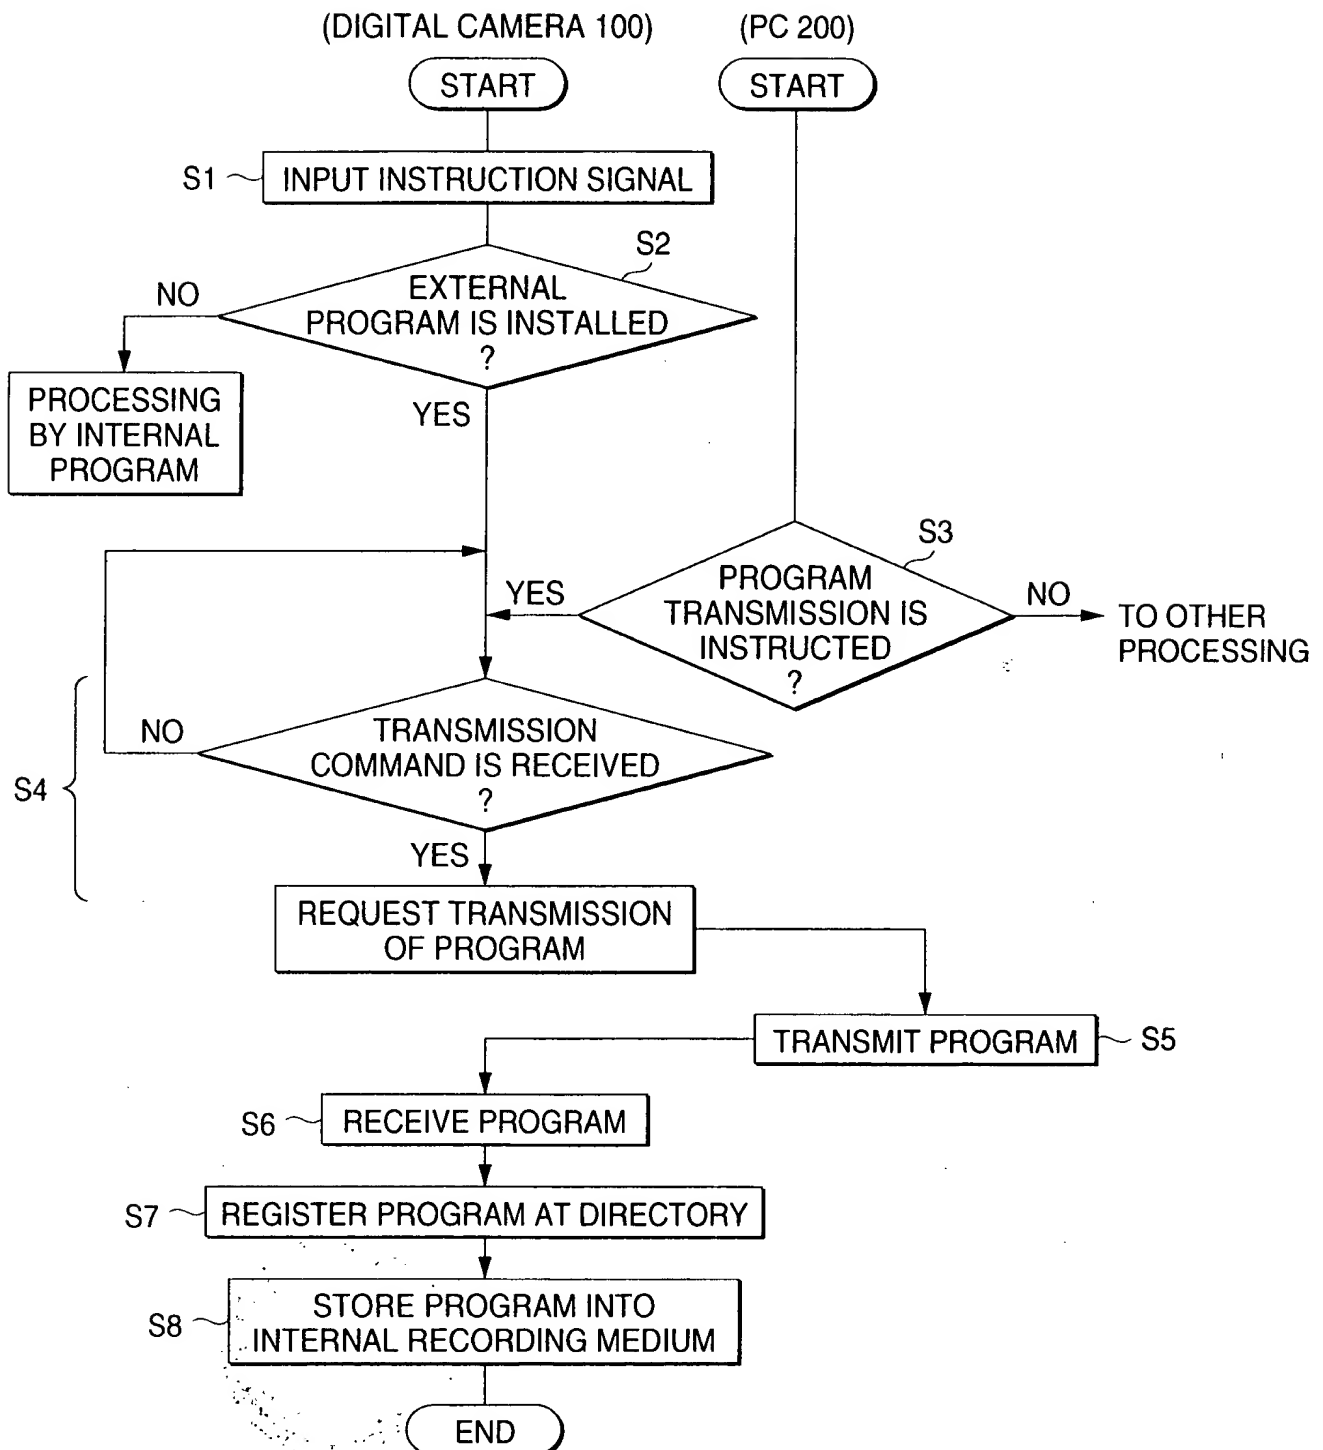 (DIGITAL CAMERA 100)
(PC 200)
START
START
S1
INPUT INSTRUCTION SIGNAL
S2
EXTERNAL
PROGRAM IS INSTALLED
?
NO
PROCESSING
BY INTERNAL
PROGRAM
YES
S3
PROGRAM
TRANSMISSION IS
INSTRUCTED
?
YES
NO
TO OTHER
PROCESSING
S4
TRANSMISSION
COMMAND IS RECEIVED
?
NO
YES
REQUEST TRANSMISSION
OF PROGRAM
TRANSMIT PROGRAM
S5
S6
RECEIVE PROGRAM
S7
REGISTER PROGRAM AT DIRECTORY
S8
STORE PROGRAM INTO
INTERNAL RECORDING MEDIUM
END